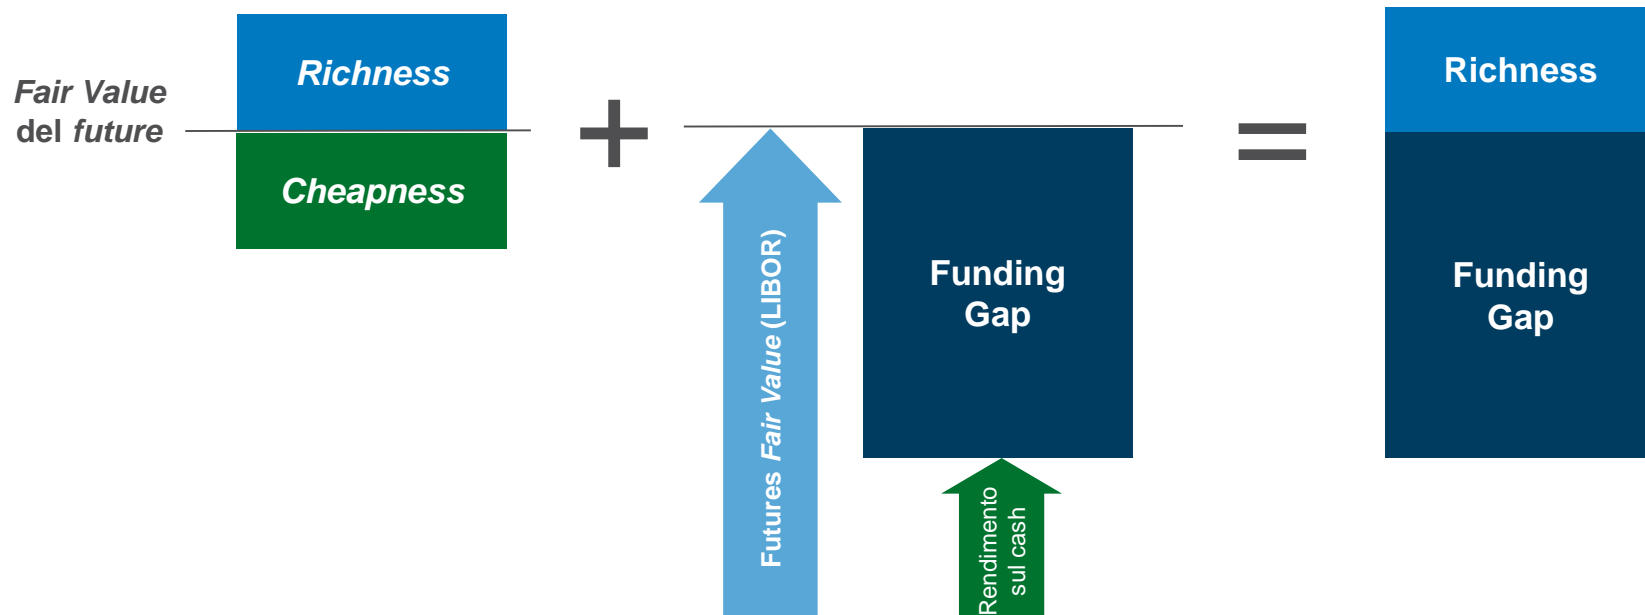 Fair Value
del future
Richness
Cheapness
+
Futures Fair Value (LIBOR)
Funding
Gap
Rendimento
sul cash
=
Richness
Funding
Gap